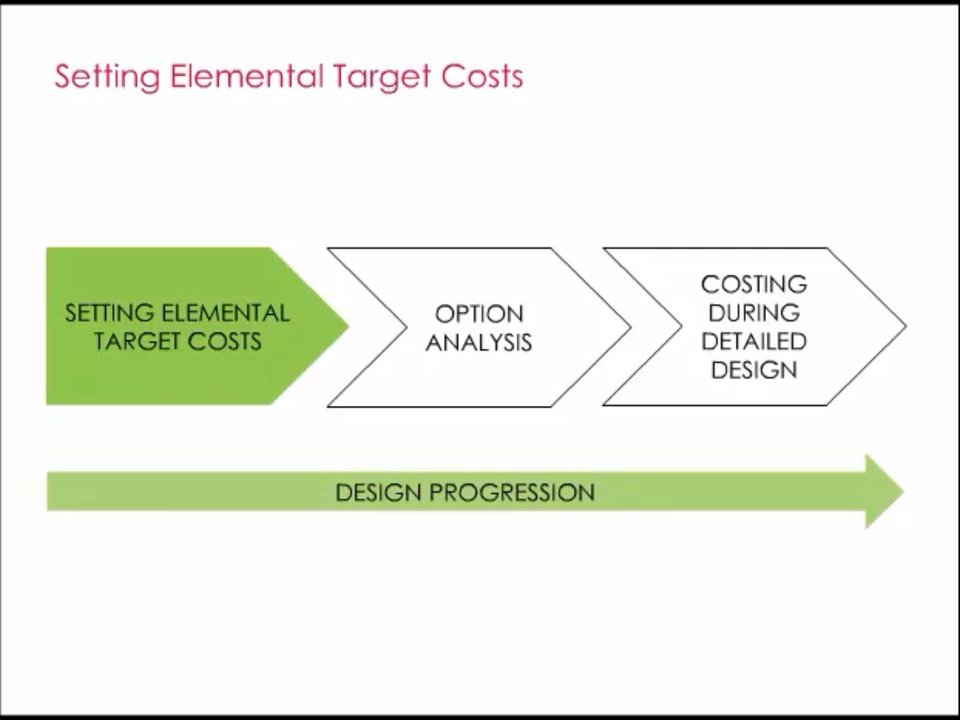 Setting Elemental Target Costs
SETTING ELEMENTAL
TARGET COSTS
OPTION
ANALYSIS
COSTING
DURING
DETAILED
DESIGN
DESIGN PROGRESSION